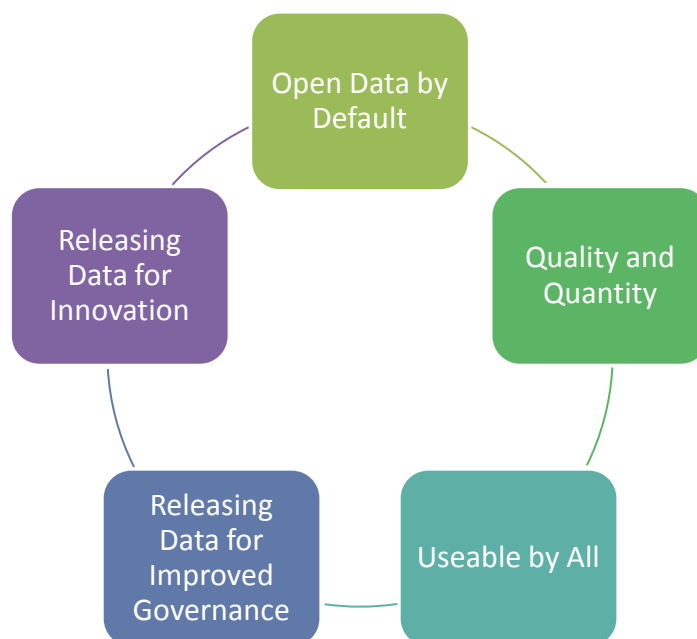 Open Data by
Default
Quality and
Quantity
Useable by All
Releasing
Data for
Improved
Governance
Releasing
Data for
Innovation